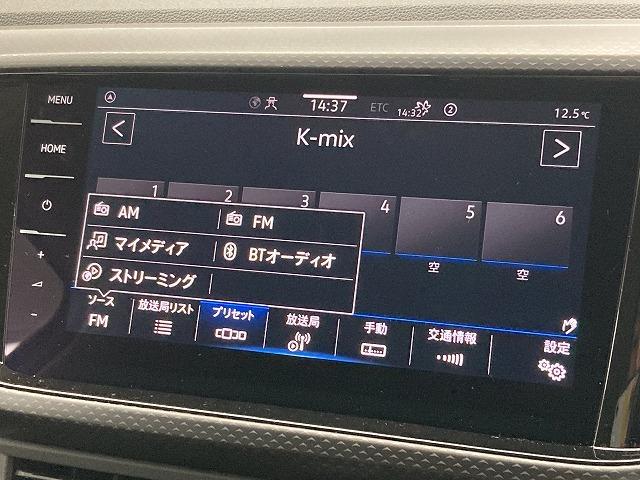 MENU
HOME
14:37
ETC
14:32
2
12.5℃
K-mix
1
2
3
4
5
6
空
空
AM
FM
マイメディア
BTオーディオ
ストリーミング
ソース
FM
放送局リスト
プリセット
放送局
手動
交通情報
設定
+
-